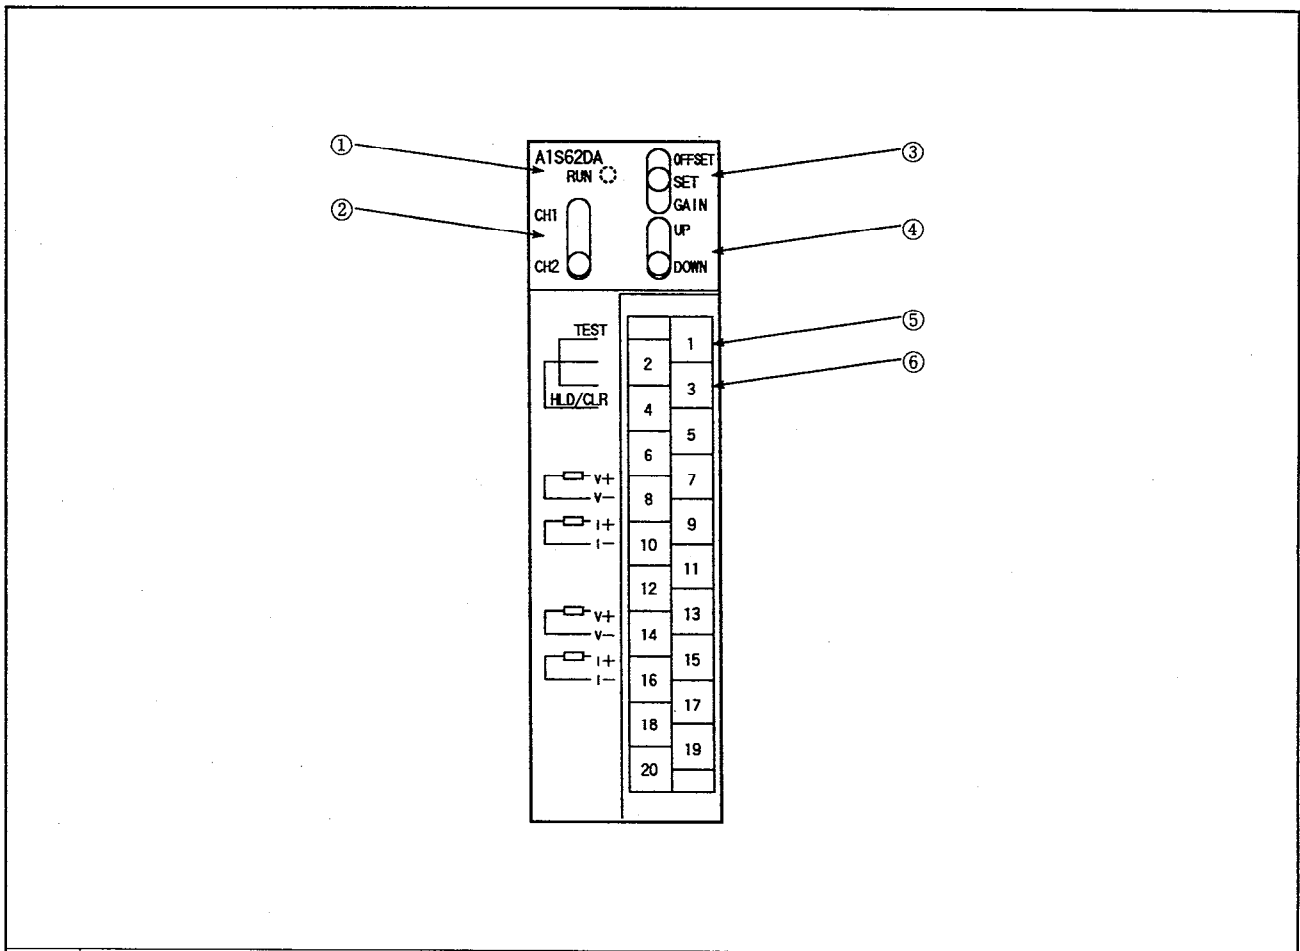 ①
②
③
④
⑤
⑥
A1S62DA
RUN
OFFSET
SET
GAIN
CH1
CH2
UP
DOWN
TEST
HLD/CLR
V+
V−
I+
I−
V+
V−
I+
I−
1
2
3
4
5
6
7
8
9
10
11
12
13
14
15
16
17
18
19
20